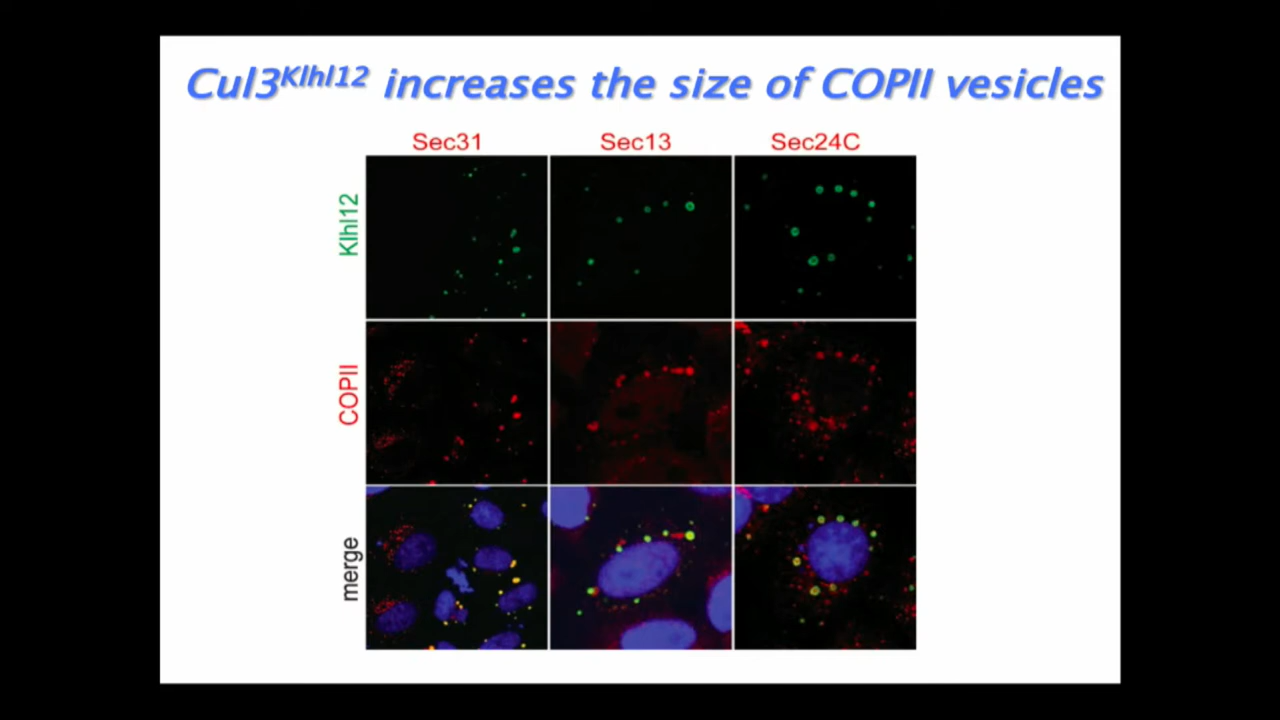 Cul3Klhl12 increases the size of COPII vesicles
Sec31 Sec13 Sec24C
Klhl12
COPII
merge